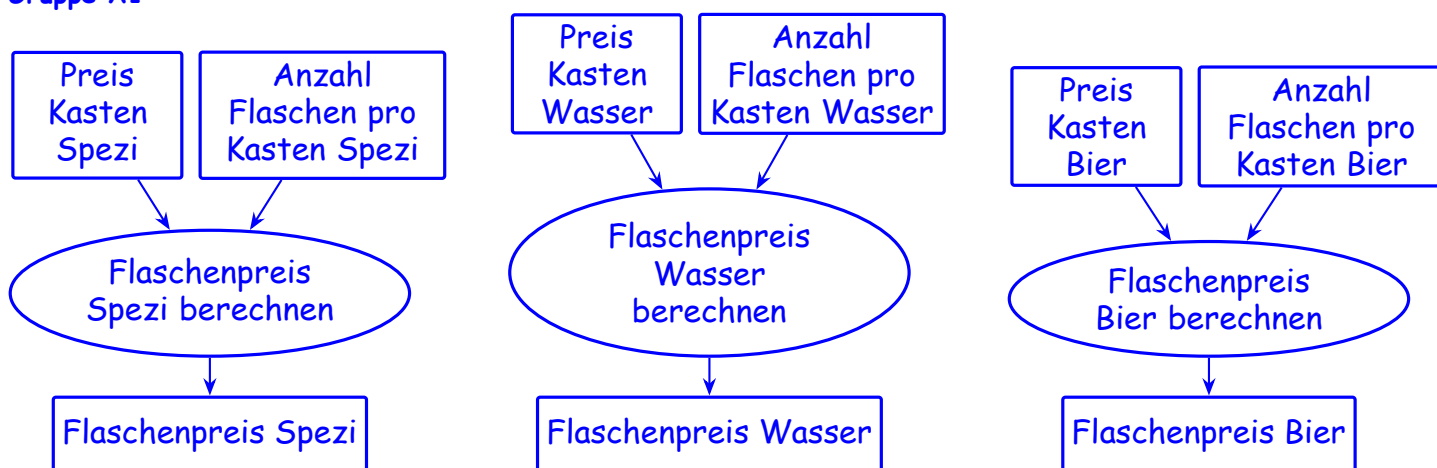 Preis
Kasten
Spezi
Anzahl
Flaschen pro
Kasten Spezi
Flaschenpreis
Spezi berechnen
Flaschenpreis Spezi
Preis
Kasten
Wasser
Anzahl
Flaschen pro
Kasten Wasser
Flaschenpreis
Wasser
berechnen
Flaschenpreis Wasser
Preis
Kasten
Bier
Anzahl
Flaschen pro
Kasten Bier
Flaschenpreis
Bier berechnen
Flaschenpreis Bier